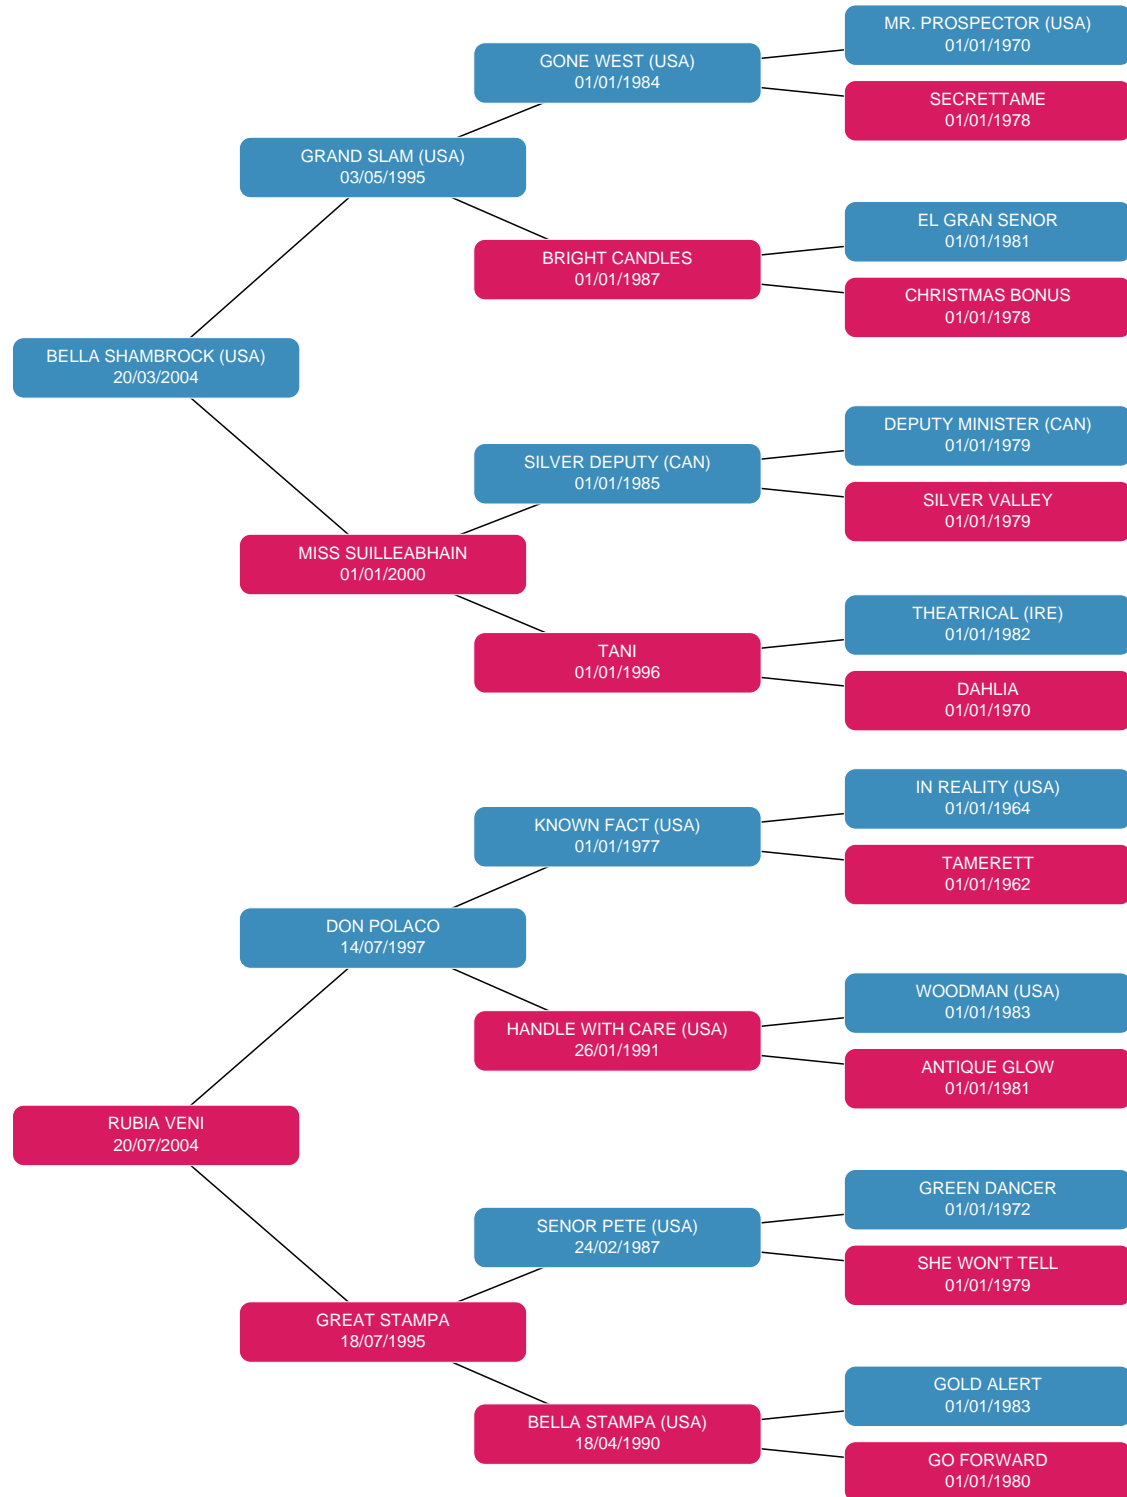 MR. PROSPECTOR (USA)
01/01/1970
GONE WEST (USA)
01/01/1984
SECRETTAME
01/01/1978
GRAND SLAM (USA)
03/05/1995
EL GRAN SENOR
01/01/1981
BRIGHT CANDLES
01/01/1987
CHRISTMAS BONUS
01/01/1978
BELLA SHAMBROCK (USA)
20/03/2004
DEPUTY MINISTER (CAN)
01/01/1979
SILVER DEPUTY (CAN)
01/01/1985
SILVER VALLEY
01/01/1979
MISS SUILLEABHAIN
01/01/2000
THEATRICAL (IRE)
01/01/1982
TANI
01/01/1996
DAHLIA
01/01/1970
IN REALITY (USA)
01/01/1964
KNOWN FACT (USA)
01/01/1977
TAMERETT
01/01/1962
DON POLACO
14/07/1997
WOODMAN (USA)
01/01/1983
HANDLE WITH CARE (USA)
26/01/1991
ANTIQUE GLOW
01/01/1981
RUBIA VENI
20/07/2004
GREEN DANCER
01/01/1972
SENOR PETE (USA)
24/02/1987
SHE WON'T TELL
01/01/1979
GREAT STAMPA
18/07/1995
GOLD ALERT
01/01/1983
BELLA STAMPA (USA)
18/04/1990
GO FORWARD
01/01/1980